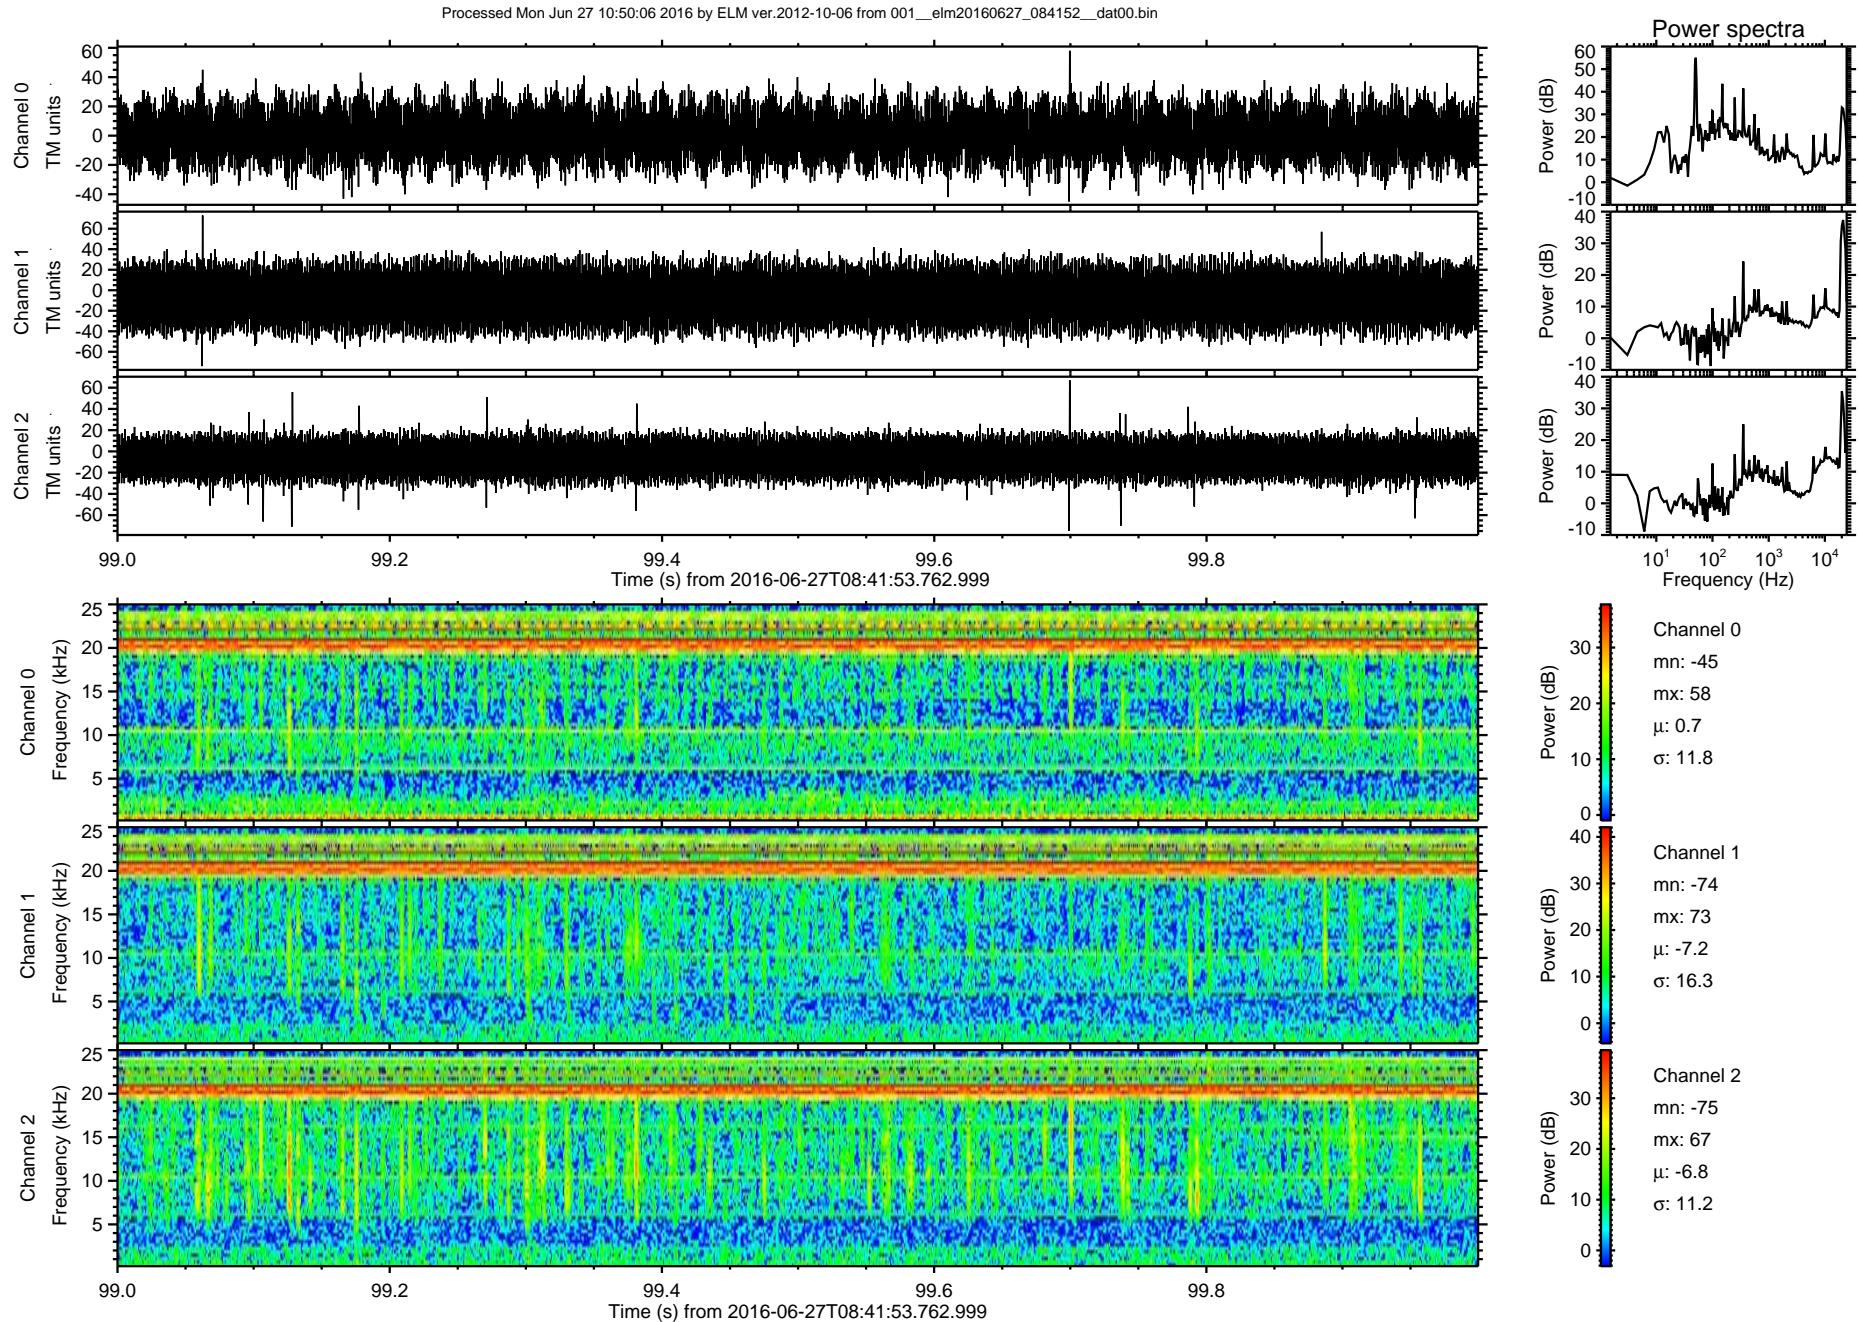 Processed Mon Jun 27 10:50:06 2016 by ELM ver.2012-10-06 from 001__elm20160627_084152__dat00.bin
Power spectra
Channel 0
TM units
60
40
20
0
-20
-40
Power (dB)
60
50
40
30
20
10
0
-10
Channel 1
TM units
60
40
20
0
-20
-40
-60
Power (dB)
40
30
20
10
0
-10
Channel 2
TM units
60
40
20
0
-20
-40
-60
Power (dB)
40
30
20
10
0
-10
99.0 99.2 99.4 99.6 99.8
Time (s) from 2016-06-27T08:41:53.762.999
10^1 10^2 10^3 10^4
Frequency (Hz)
Channel 0
Frequency (kHz)
25
20
15
10
5
Power (dB)
30
20
10
0
Channel 0
mn: -45
mx: 58
μ: 0.7
σ: 11.8
Channel 1
Frequency (kHz)
25
20
15
10
5
Power (dB)
40
30
20
10
0
Channel 1
mn: -74
mx: 73
μ: -7.2
σ: 16.3
Channel 2
Frequency (kHz)
25
20
15
10
5
Power (dB)
30
20
10
0
Channel 2
mn: -75
mx: 67
μ: -6.8
σ: 11.2
99.0 99.2 99.4 99.6 99.8
Time (s) from 2016-06-27T08:41:53.762.999